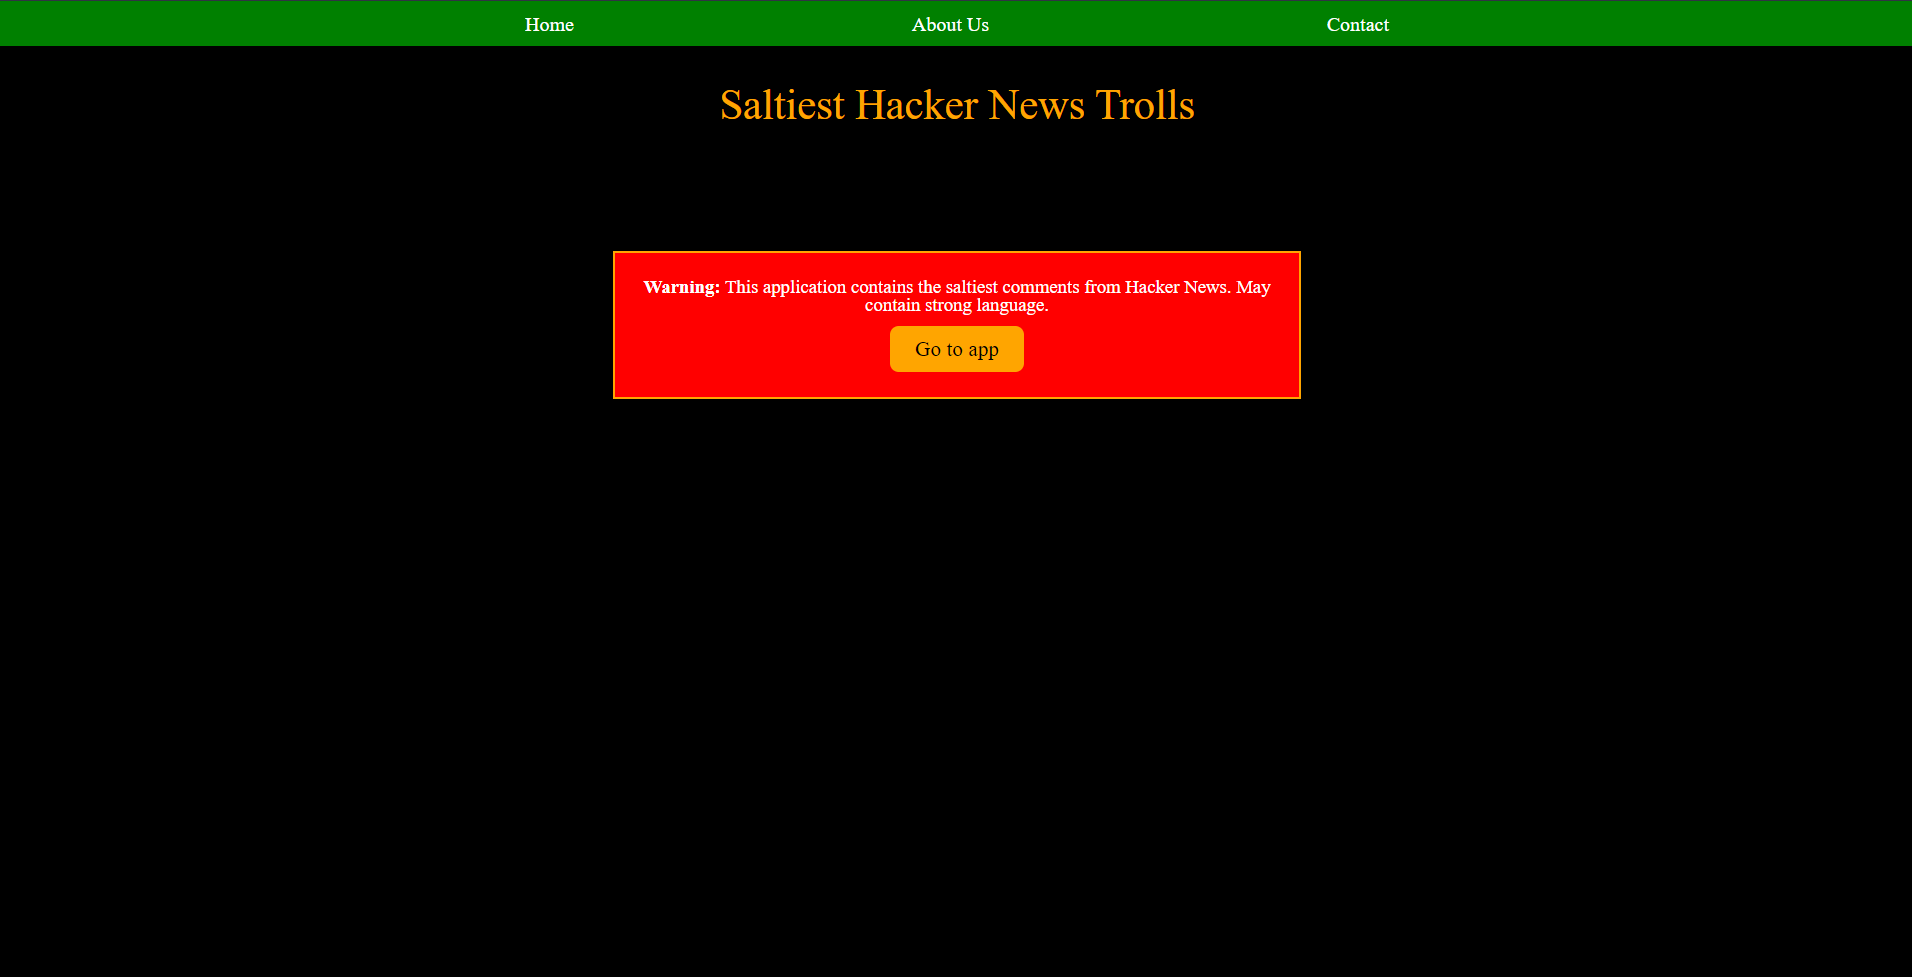 Home About Us Contact
Saltiest Hacker News Trolls
Warning: This application contains the saltiest comments from Hacker News. May
contain strong language.
Go to app